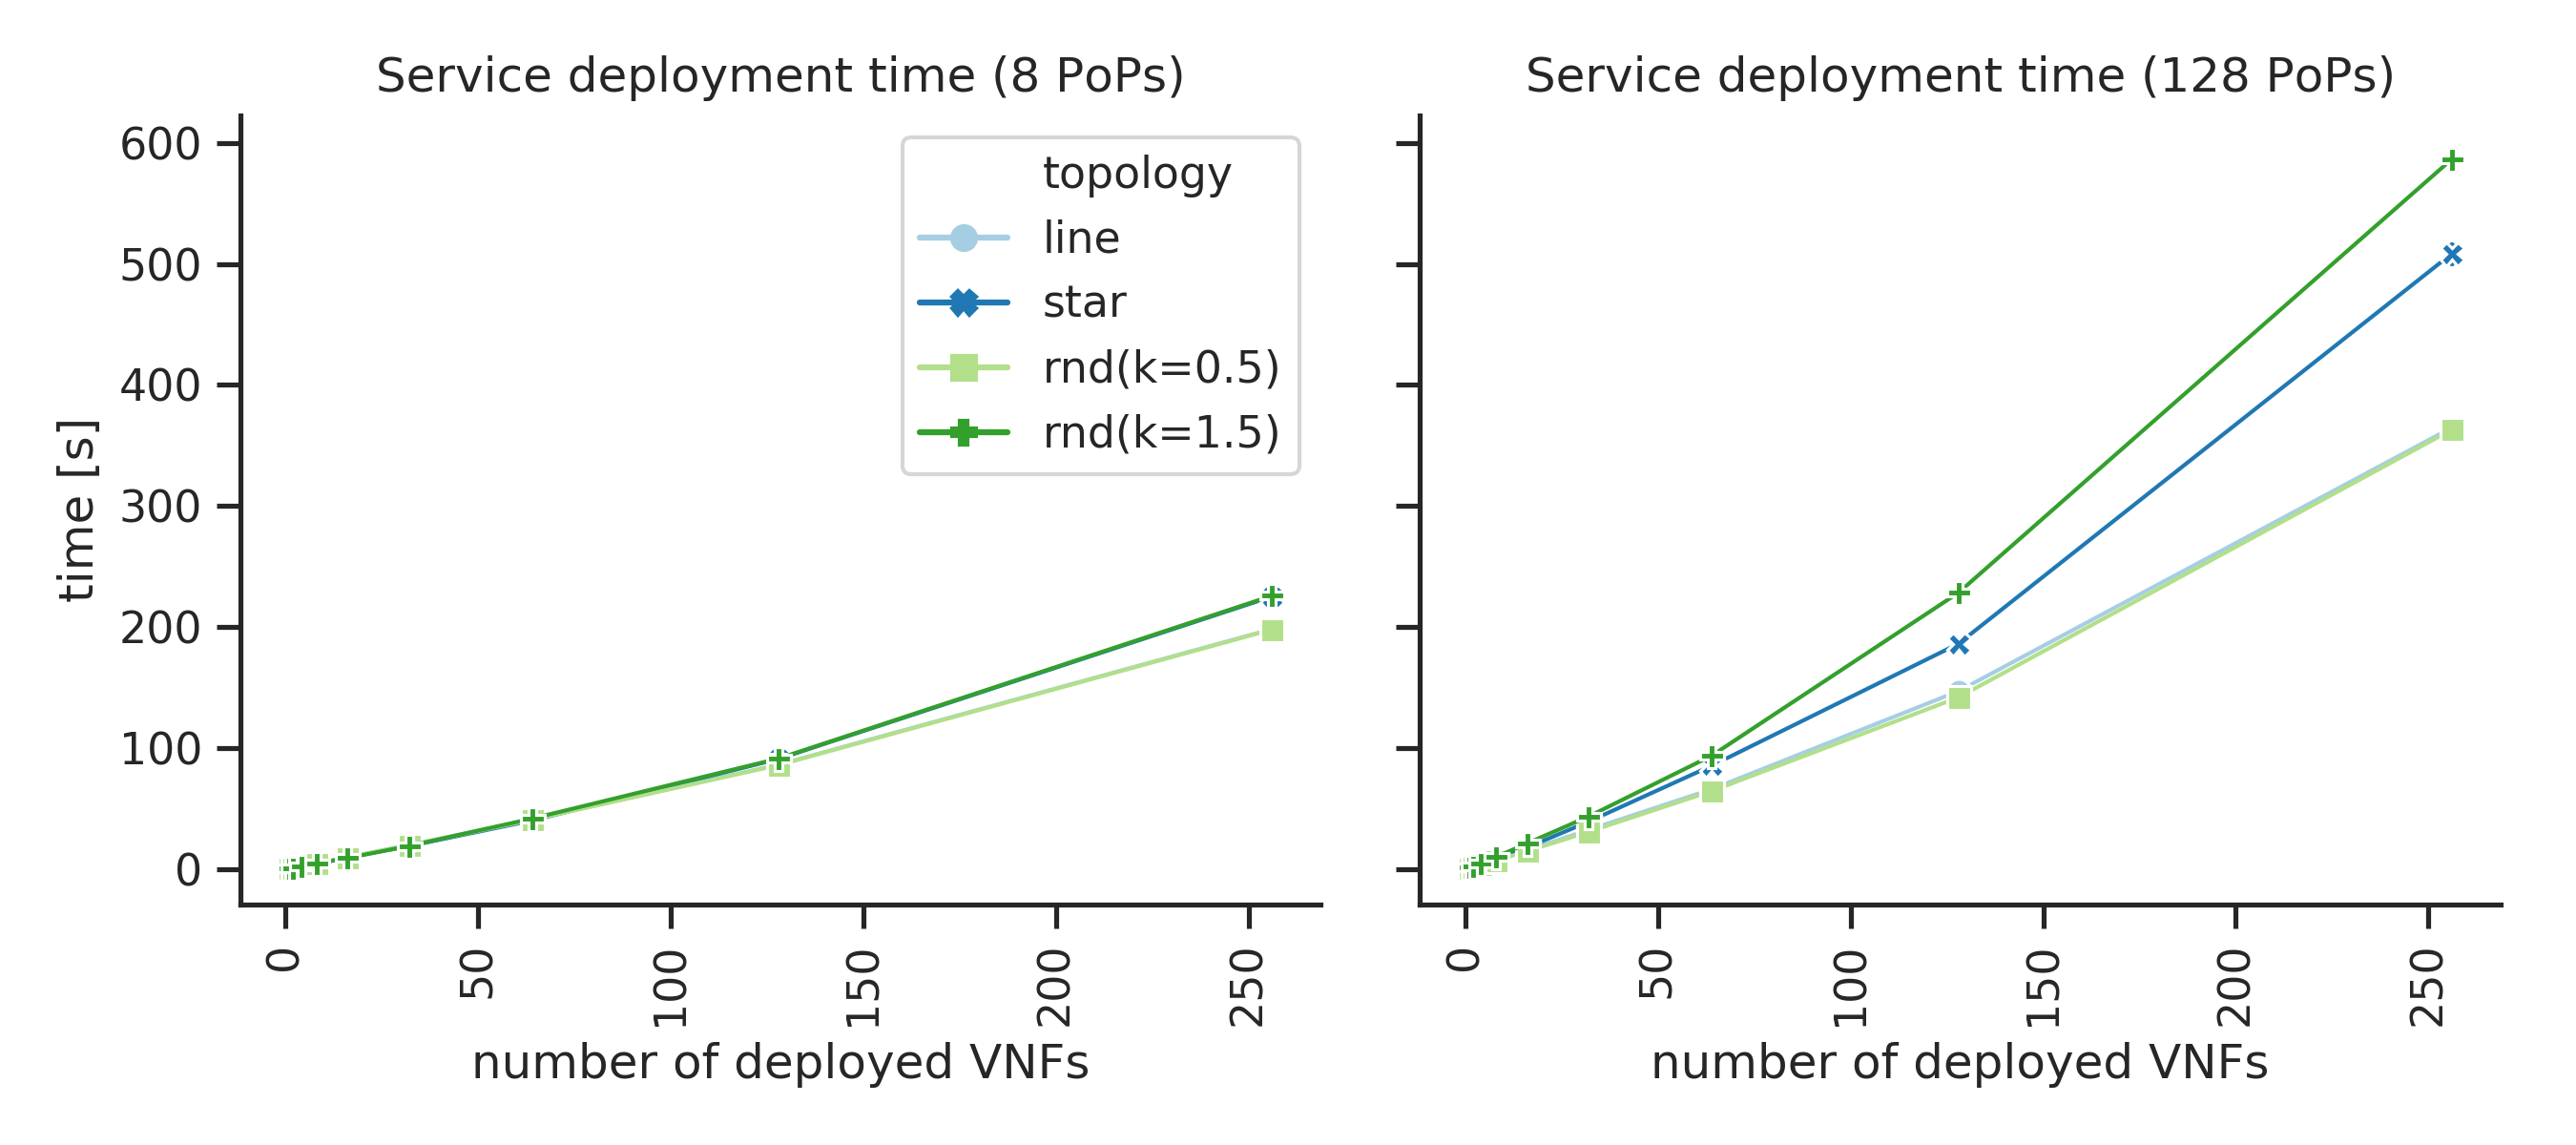 Service deployment time (8 PoPs)
Service deployment time (128 PoPs)
time [s]
600
500
400
300
200
100
0
topology
line
star
rnd(k=0.5)
rnd(k=1.5)
0
50
100
150
200
250
number of deployed VNFs
0
50
100
150
200
250
number of deployed VNFs